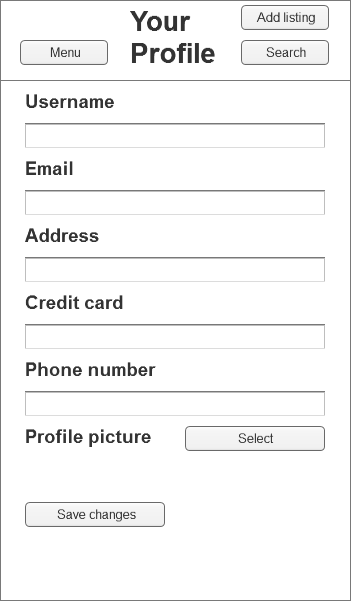 Your
Profile
Add listing
Menu
Search
Username
Email
Address
Credit card
Phone number
Profile picture
Select
Save changes